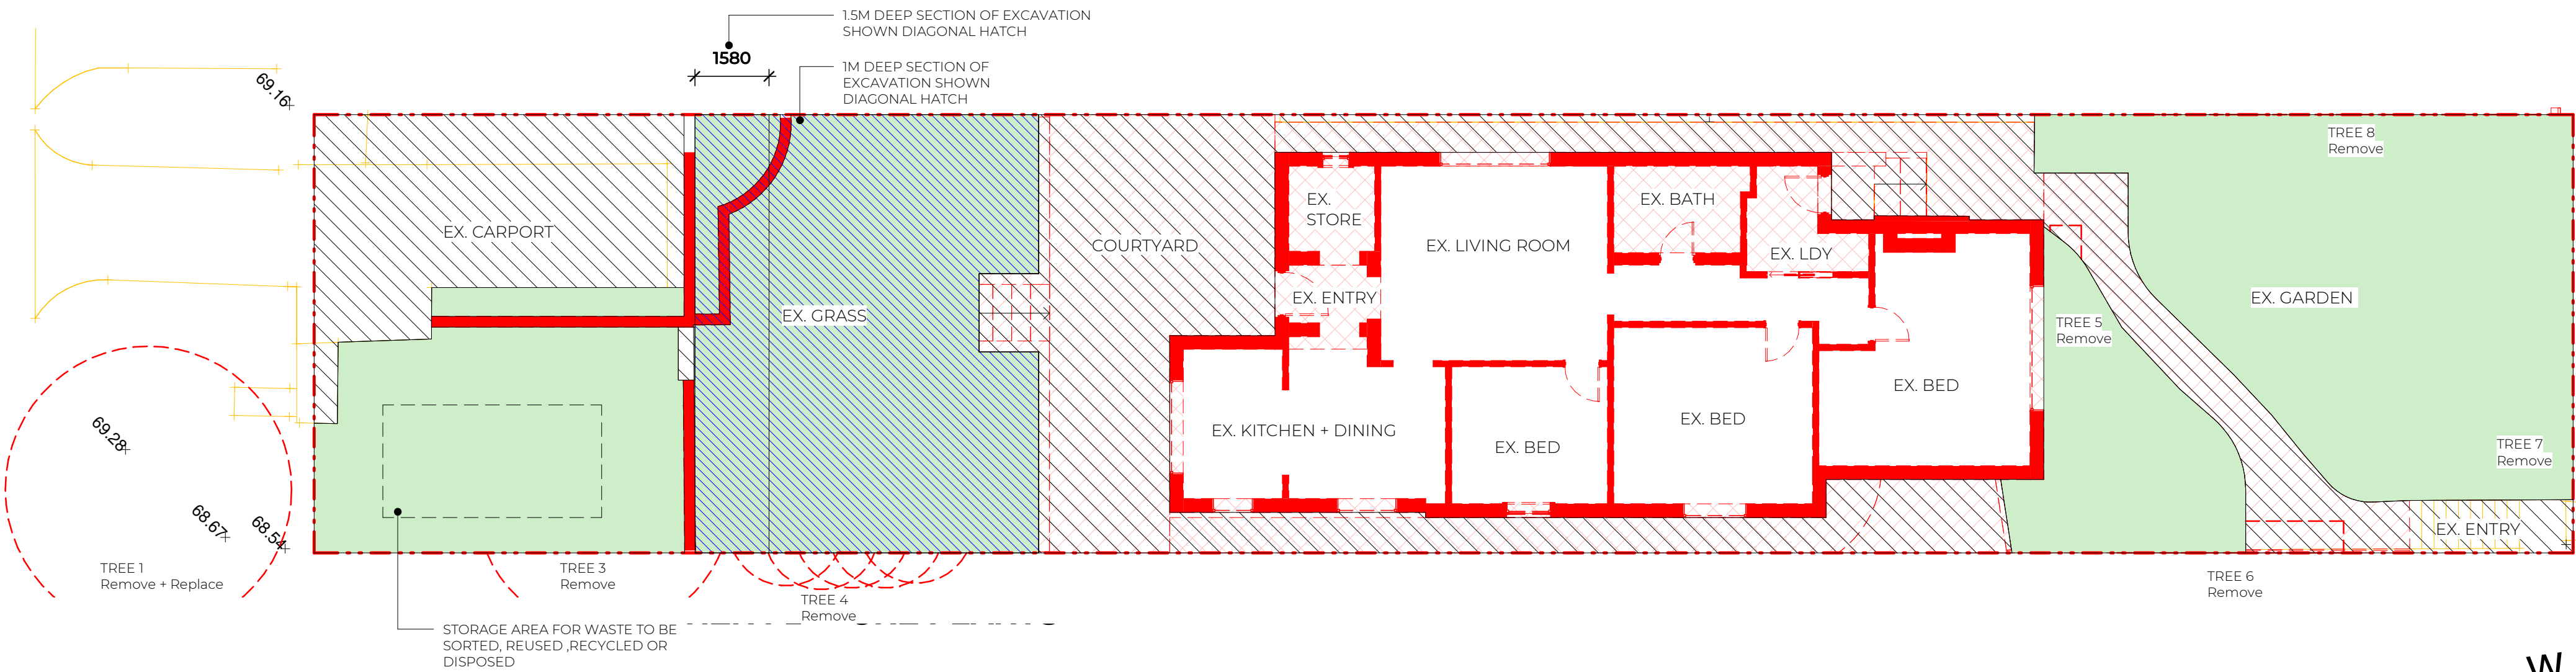 1.5M DEEP SECTION OF EXCAVATION
SHOWN DIAGONAL HATCH
1580
1M DEEP SECTION OF
EXCAVATION SHOWN
DIAGONAL HATCH
69.16
TREE 8
Remove
EX. CARPORT
COURTYARD
EX.
STORE
EX. LIVING ROOM
EX. BATH
EX. LDY
EX. GRASS
EX. ENTRY
EX. GARDEN
TREE 5
Remove
EX. BED
EX. BED
EX. KITCHEN + DINING
EX. BED
TREE 7
Remove
EX. ENTRY
69.28
68.67
68.54
TREE 1
Remove + Replace
TREE 3
Remove
TREE 4
Remove
TREE 6
Remove
STORAGE AREA FOR WASTE TO BE
SORTED, REUSED ,RECYCLED OR
DISPOSED
W